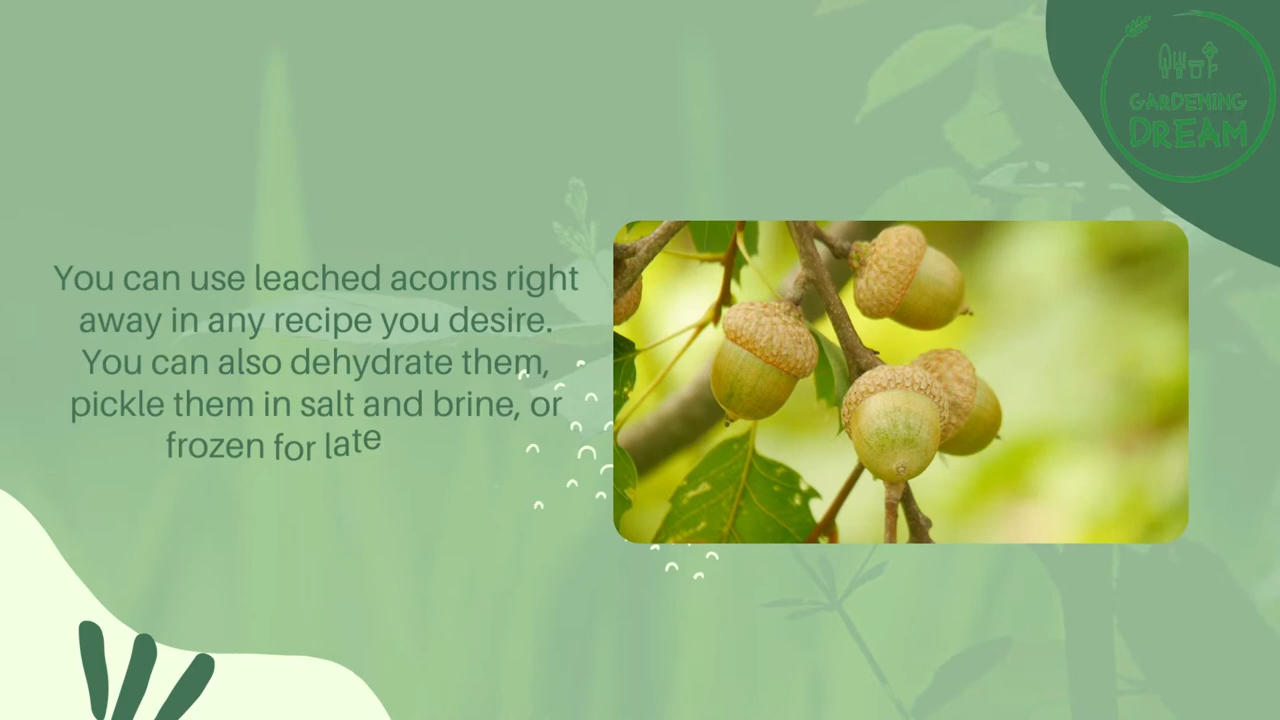 GARDENING
DREAM
You can use leached acorns right
away in any recipe you desire.
You can also dehydrate them,
pickle them in salt and brine, or
frozen for late